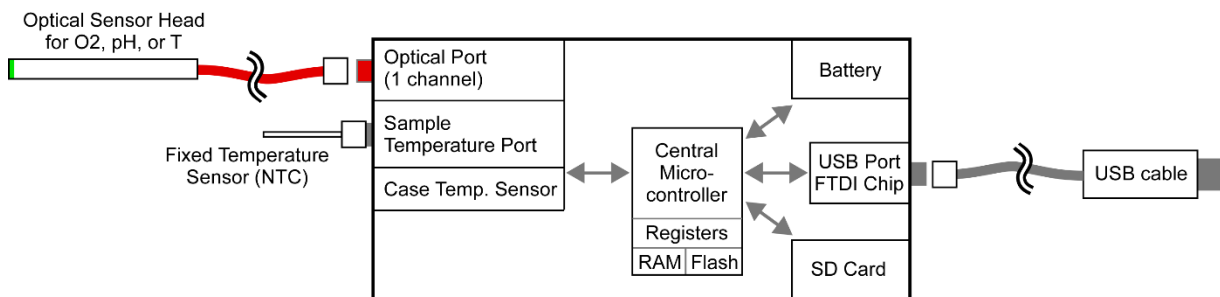 Optical Sensor Head
for O2, pH, or T
Fixed Temperature
Sensor (NTC)
Optical Port
(1 channel)
Sample
Temperature Port
Case Temp. Sensor
Central
Micro-
controller
Registers
RAM Flash
Battery
USB Port
FTDI Chip
SD Card
USB cable